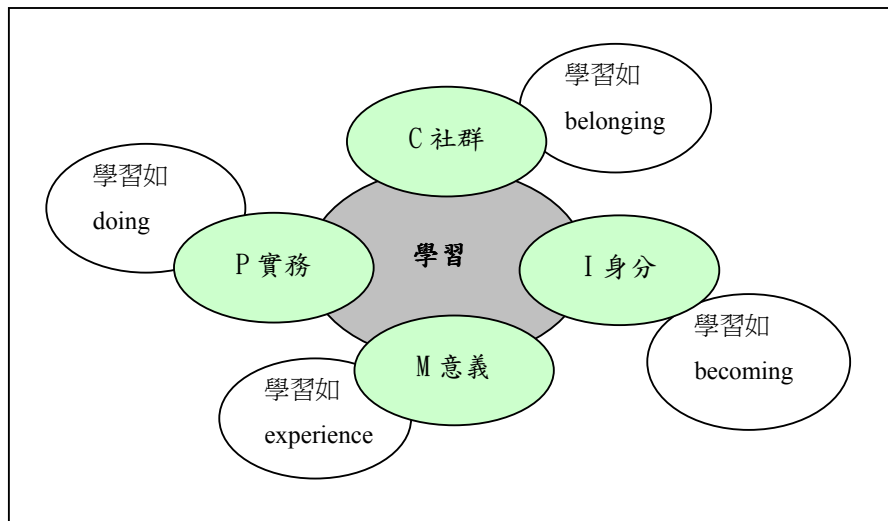 學習如
belonging
C 社群
學習如
doing
P 實務
學習
I 身分
學習如
becoming
M 意義
學習如
experience